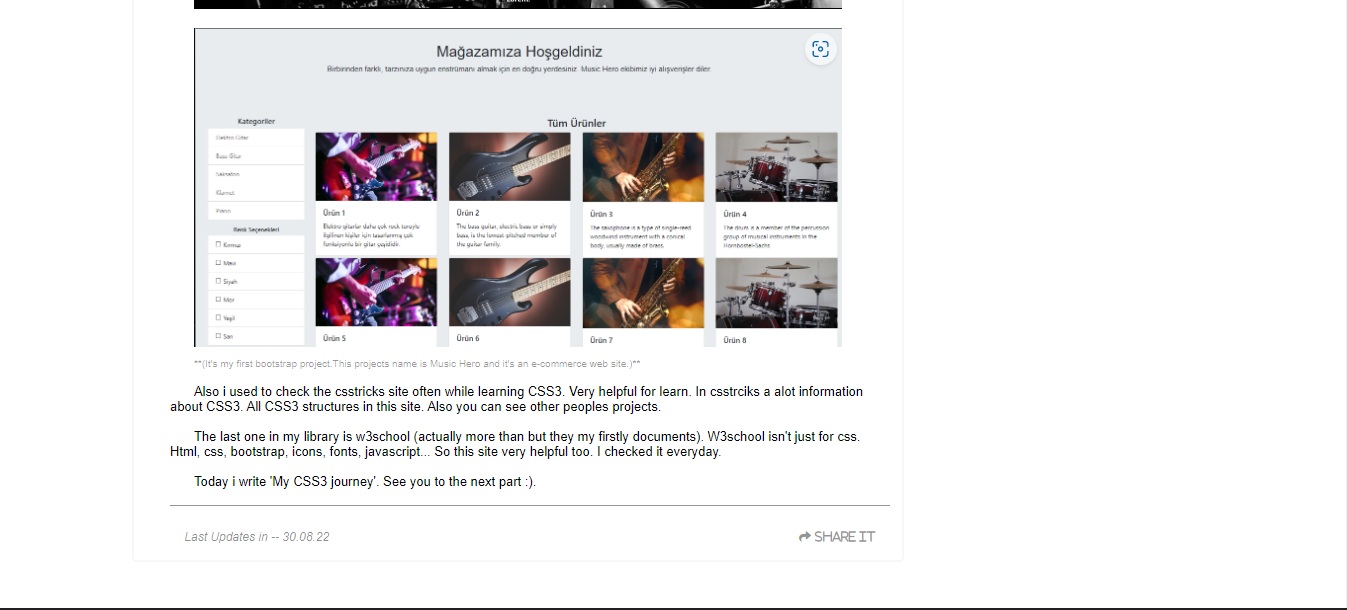 Mağazamıza Hoşgeldiniz
Birbirinden farklı, tarzınıza uygun enstrümanı almak için en doğru yerdesiniz. Music Hero ekibimiz iyi alışverişler diler.
Kategoriler
Elektro Gitar
Bass Gitar
Saksafon
Klarnet
Piyano
Renk Seçenekleri
Kırmızı
Mavi
Siyah
Mor
Yeşil
Sarı
Tüm Ürünler
Ürün 1
Elektro gitarlar daha çok rock tarzıyla
ilgilinen kişiler için tasarlanmış çok
fonksiyonlu bir gitar çeşididir.
Ürün 2
The bass guitar, electric bass or simply
bass, is the lowest-pitched member of
the guitar family.
Ürün 3
The saxophone is a type of single-reed
woodwind instrument with a conical
body, usually made of brass.
Ürün 4
The drum is a member of the percussion
group of musical instruments in the
Hornbostel-Sachs
Ürün 5
Ürün 6
Ürün 7
Ürün 8
**(It's my first bootstrap project.This projects name is Music Hero and it's an e-commerce web site.)**
Also i used to check the csstricks site often while learning CSS3. Very helpful for learn. In csstrciks a alot information
about CSS3. All CSS3 structures in this site. Also you can see other peoples projects.
The last one in my library is w3school (actually more than but they my firstly documents). W3school isn't just for css.
Html, css, bootstrap, icons, fonts, javascript... So this site very helpful too. I checked it everyday.
Today i write 'My CSS3 journey'. See you to the next part :).
Last Updates in -- 30.08.22
SHARE IT